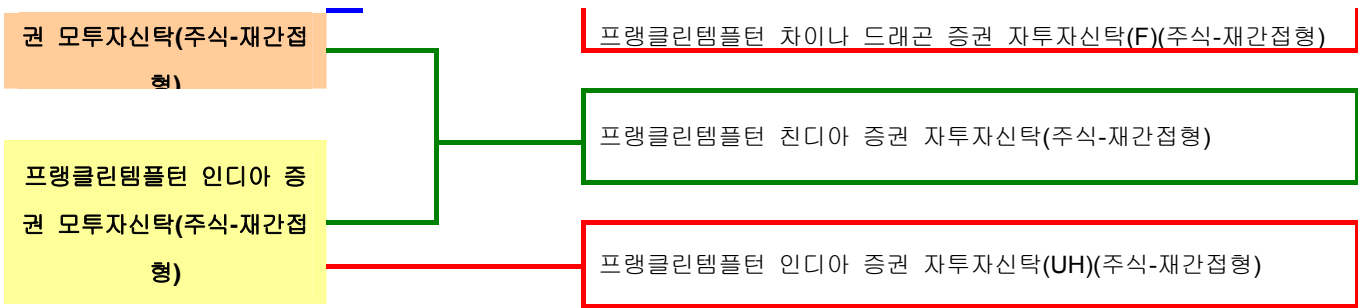 권 모투자신탁(주식-재간접
형)
프랭클린템플턴 차이나 드래곤 증권 자투자신탁(F)(주식-재간접형)
프랭클린템플턴 친디아 증권 자투자신탁(주식-재간접형)
프랭클린템플턴 인디아 증
권 모투자신탁(주식-재간접
형)
프랭클린템플턴 인디아 증권 자투자신탁(UH)(주식-재간접형)